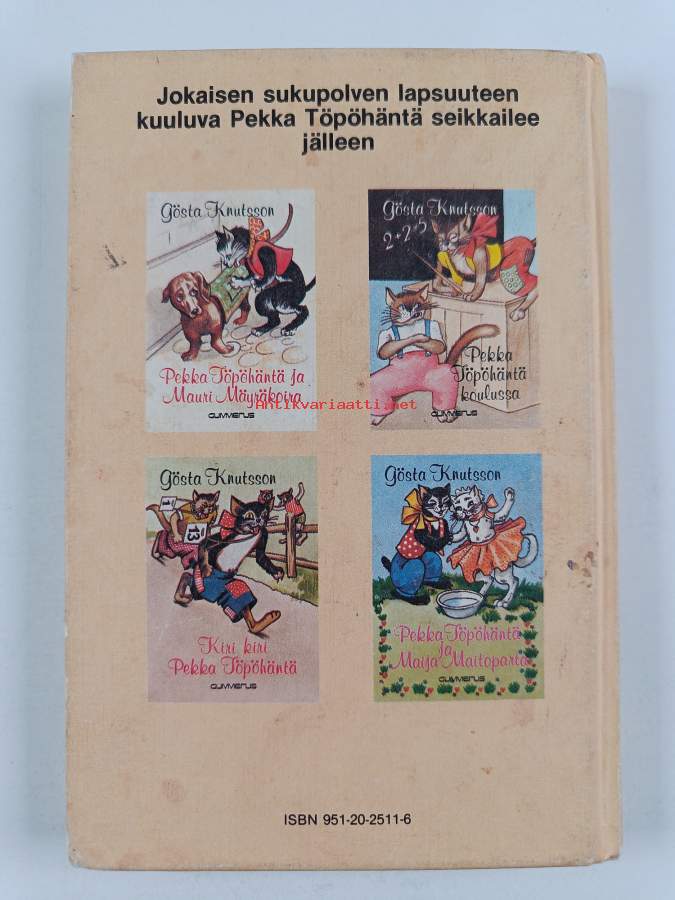 Jokaisen sukupolven lapsuuteen
kuuluva Pekka Töpöhäntä seikkailee
jälleen
Gösta Knutsson
Pekka Töpöhäntä ja
Mauri Mäyräkoira
GUMMERUS
Gösta Knutsson
2+2=5
Pekka
Töpöhäntä
koulussa
GUMMERUS
Antikvariaatti.net
Gösta Knutsson
13
Kiri kiri
Pekka Töpöhäntä
GUMMERUS
Gösta Knutsson
Pekka Töpöhäntä
ja
Maija Maitoparta
GUMMERUS
ISBN 951-20-2511-6